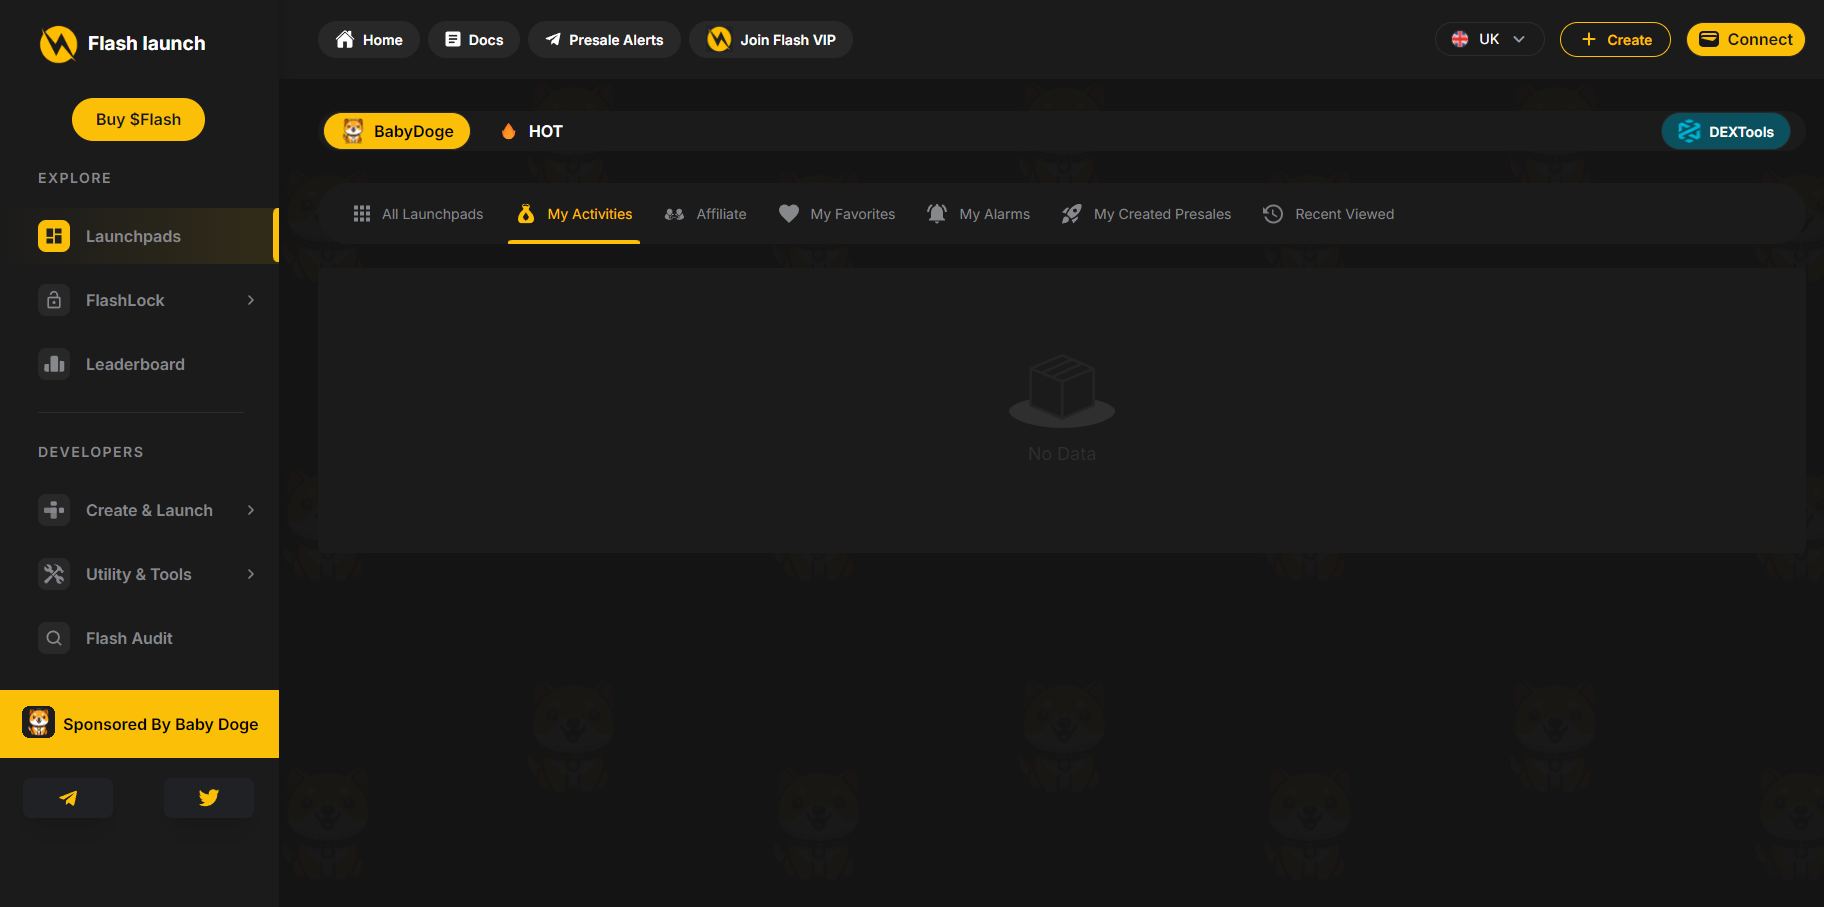 Flash launch
Home
Docs
Presale Alerts
Join Flash VIP
UK
Create
Connect
Buy $Flash
BabyDoge
HOT
DEXTools
EXPLORE
Launchpads
FlashLock
Leaderboard
All Launchpads
My Activities
Affiliate
My Favorites
My Alarms
My Created Presales
Recent Viewed
No Data
DEVELOPERS
Create & Launch
Utility & Tools
Flash Audit
Sponsored By Baby Doge